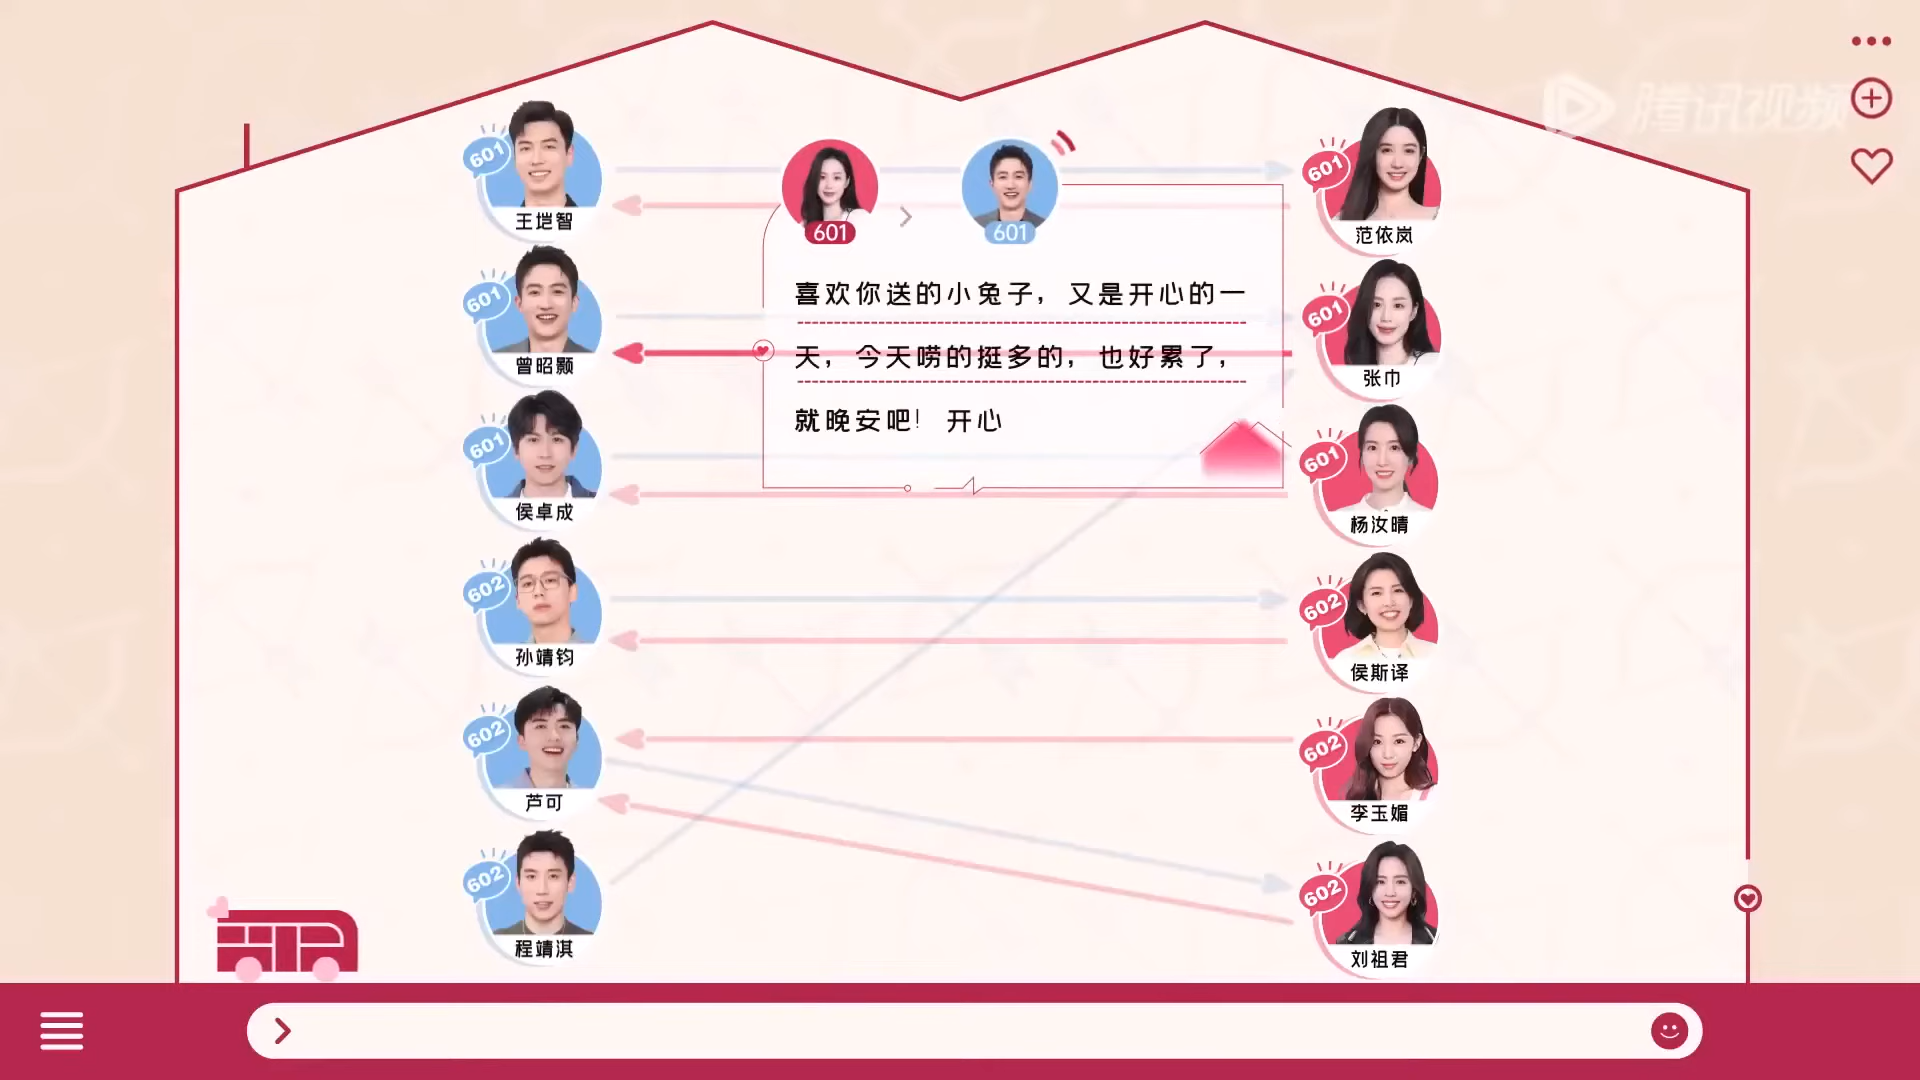 腾讯视频
601
王垲智
601
曾昭颢
601
侯卓成
602
孙靖钧
602
芦可
602
程靖淇
601
601
喜欢你送的小兔子，又是开心的一
天，今天唠的挺多的，也好累了，
就晚安吧！开心
601
范依岚
601
张巾
601
杨汝晴
602
侯斯译
602
李玉媚
602
刘祖君